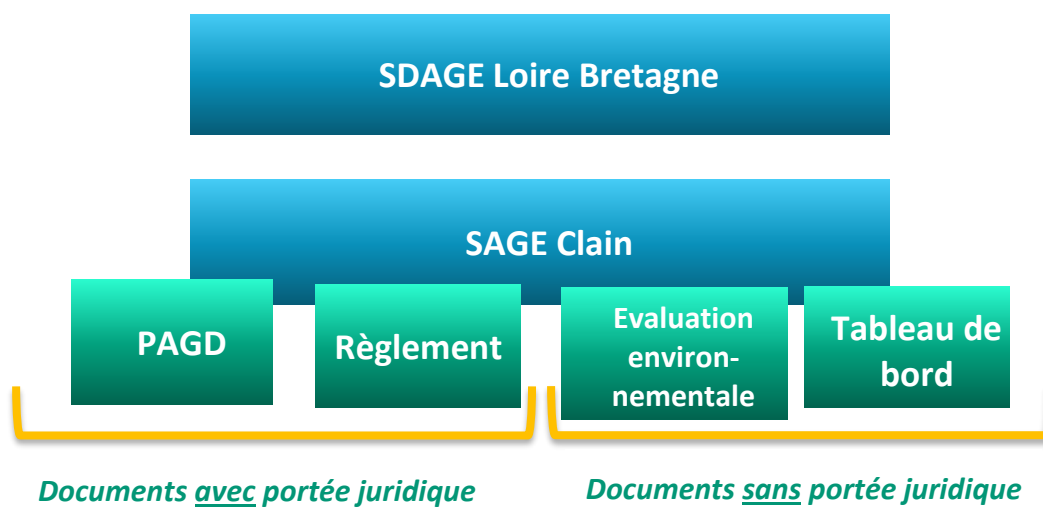 SDAGE Loire Bretagne
SAGE Clain
PAGD
Règlement
Evaluation
environ-
nementale
Tableau de
bord
Documents avec portée juridique
Documents sans portée juridique